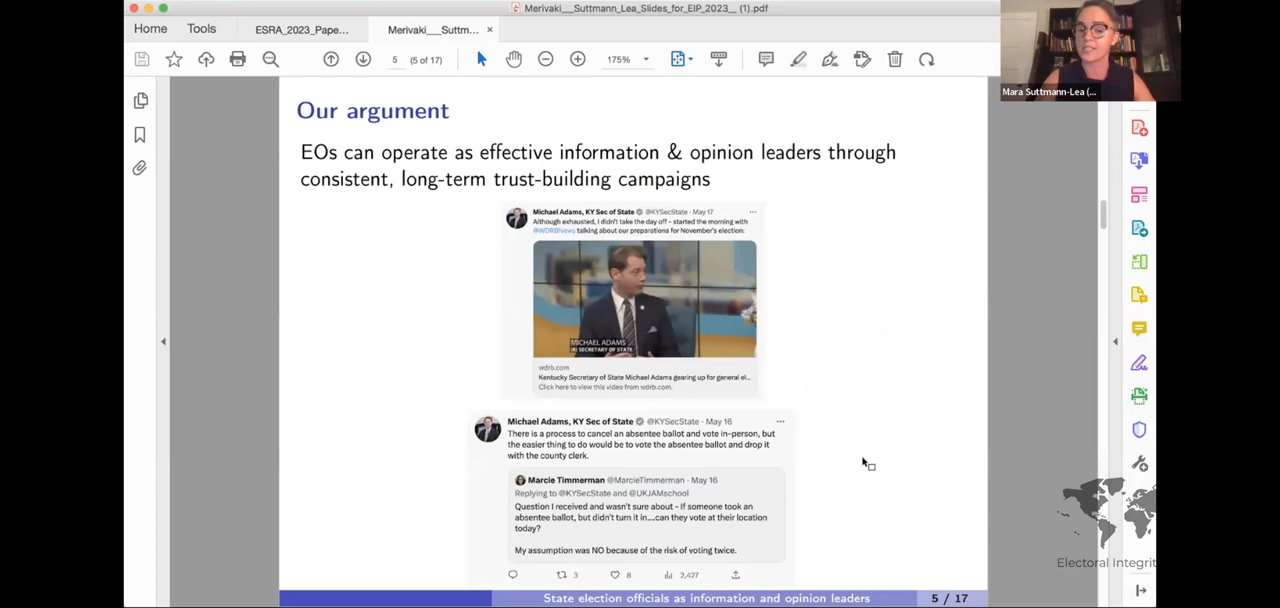 Merivaki___Suttmann_Lea_Slides_for_EIP_2023__ (1).pdf
Home
Tools
ESRA_2023_Pape...
Merivaki___Suttm...
5
(5 of 17)
175%
Mara Suttmann-Lea (...
Our argument
EOs can operate as effective information & opinion leaders through
consistent, long-term trust-building campaigns
Michael Adams, KY Sec of State @KYSecState · May 17
Although exhausted, I didn't take the day off - started the morning with
@WDRBNews talking about our preparations for November's election:
MICHAEL ADAMS
(R) SECRETARY OF STATE
wdrb.com
Kentucky Secretary of State Michael Adams gearing up for general el...
Click here to view this video from wdrb.com.
Michael Adams, KY Sec of State @KYSecState · May 16
There is a process to cancel an absentee ballot and vote in-person, but
the easier thing to do would be to vote the absentee ballot and drop it
with the county clerk.
Marcie Timmerman @MarcieTimmerman · May 16
Replying to @KYSecState and @UKJAMschool
Question I received and wasn't sure about - If someone took an
absentee ballot, but didn't turn it in....can they vote at their location
today?
My assumption was NO because of the risk of voting twice.
3
8
2,427
Electoral Integrit
State election officials as information and opinion leaders
5 / 17